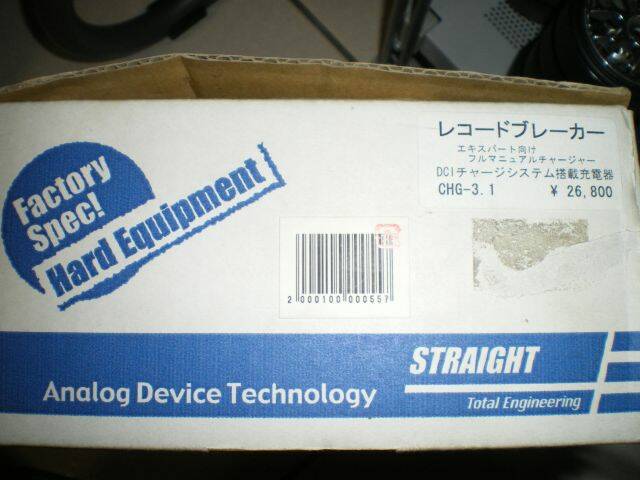 レコードブレーカー
エキスパート向け
フルマニュアルチャージャー
DCIチャージシステム搭載充電器
CHG-3.1 ¥ 26,800
Factory
Spec!
Hard Equipment
2 000100 000557
STRAIGHT
Total Engineering
Analog Device Technology